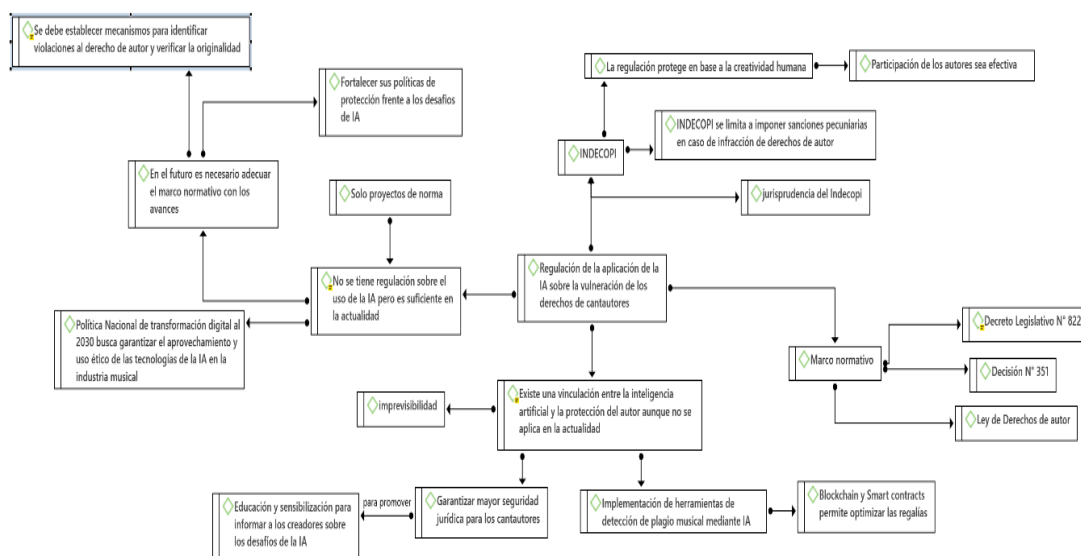 Se debe establecer mecanismos para identificar
violaciones al derecho de autor y verificar la originalidad
Fortalecer sus políticas de
protección frente a los desafíos
de IA
En el futuro es necesario adecuar
el marco normativo con los
avances
Solo proyectos de norma
No se tiene regulación sobre el
uso de la IA pero es suficiente en
la actualidad
Política Nacional de transformación digital al
2030 busca garantizar el aprovechamiento y
uso ético de las tecnologías de la IA en la
industria musical
La regulación protege en base a la creatividad humana
Participación de los autores sea efectiva
INDECOPI se limita a imponer sanciones pecuniarias
en caso de infracción de derechos de autor
INDECOPI
jurisprudencia del Indecopi
Regulación de la aplicación de la
IA sobre la vulneración de los
derechos de cantautores
Marco normativo
Decreto Legislativo N° 822
Decisión N° 351
Ley de Derechos de autor
Existe una vinculación entre la inteligencia
artificial y la protección del autor aunque no se
aplica en la actualidad
imprevisibilidad
Garantizar mayor seguridad
jurídica para los cantautores
para promover
Educación y sensibilización para
informar a los creadores sobre
los desafíos de la IA
Implementación de herramientas de
detección de plagio musical mediante IA
Blockchain y Smart contracts
permite optimizar las regalías